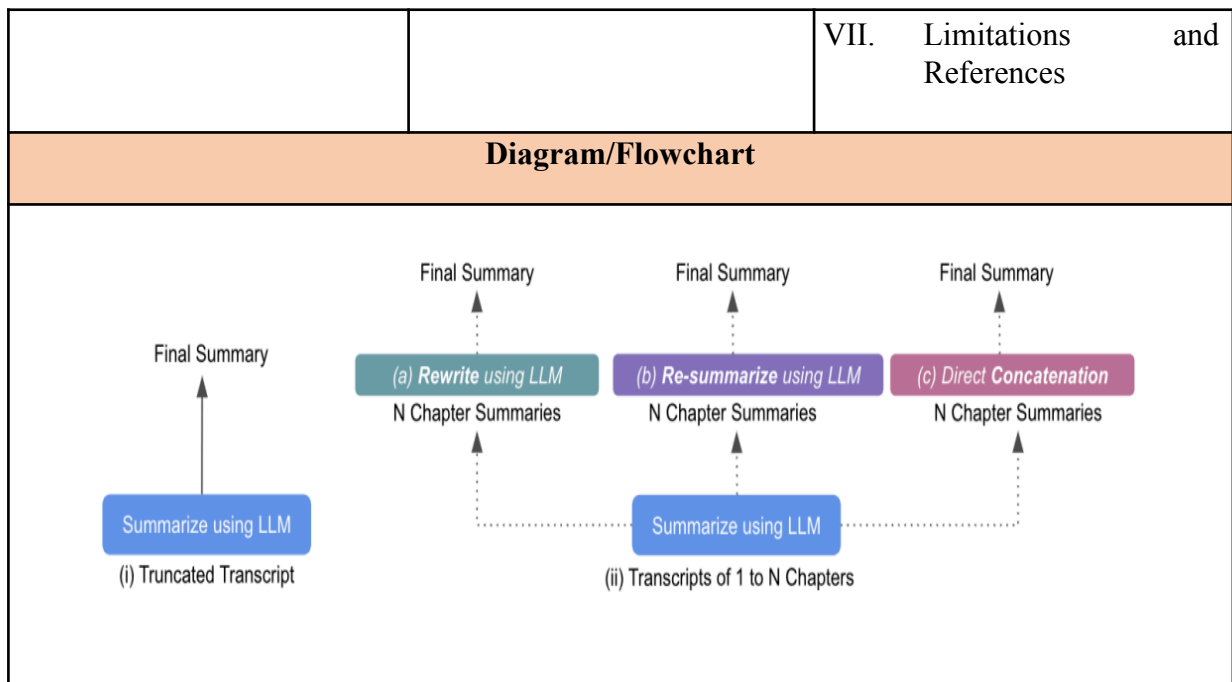 VII. Limitations and
References
Diagram/Flowchart
Final Summary Final Summary Final Summary
Final Summary
(a) Rewrite using LLM (b) Re-summarize using LLM (c) Direct Concatenation
N Chapter Summaries N Chapter Summaries N Chapter Summaries
Summarize using LLM Summarize using LLM
(i) Truncated Transcript (ii) Transcripts of 1 to N Chapters